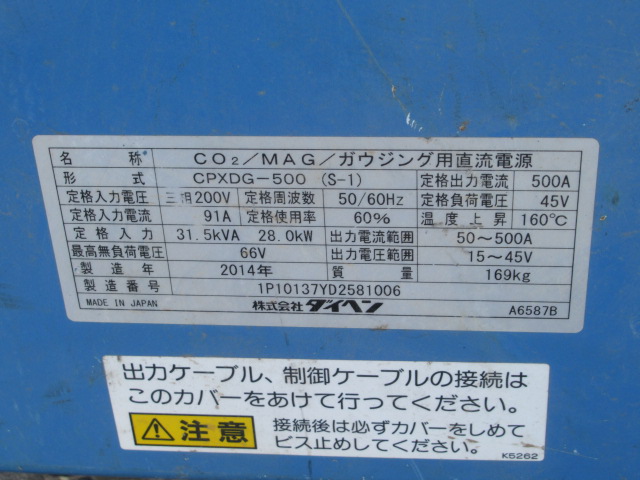 名称 CO2/MAG/ガウジング用直流電源
形式 CPXDG-500 (S-1) 定格出力電流 500A
定格入力電圧 三相200V 定格周波数 50/60Hz 定格負荷電圧 45V
定格入力電流 91A 定格使用率 60% 温度上昇 160℃
定格入力 31.5kVA 28.0kW 出力電流範囲 50～500A
最高無負荷電圧 66V 出力電圧範囲 15～45V
製造年 2014年 質量 169kg
製造番号 1P10137YD2581006
MADE IN JAPAN 株式会社ダイヘン A6587B
出力ケーブル、制御ケーブルの接続は
このカバーをあけて行ってください。
注意 接続後は必ずカバーをしめて
ビス止めしてください。
K5262